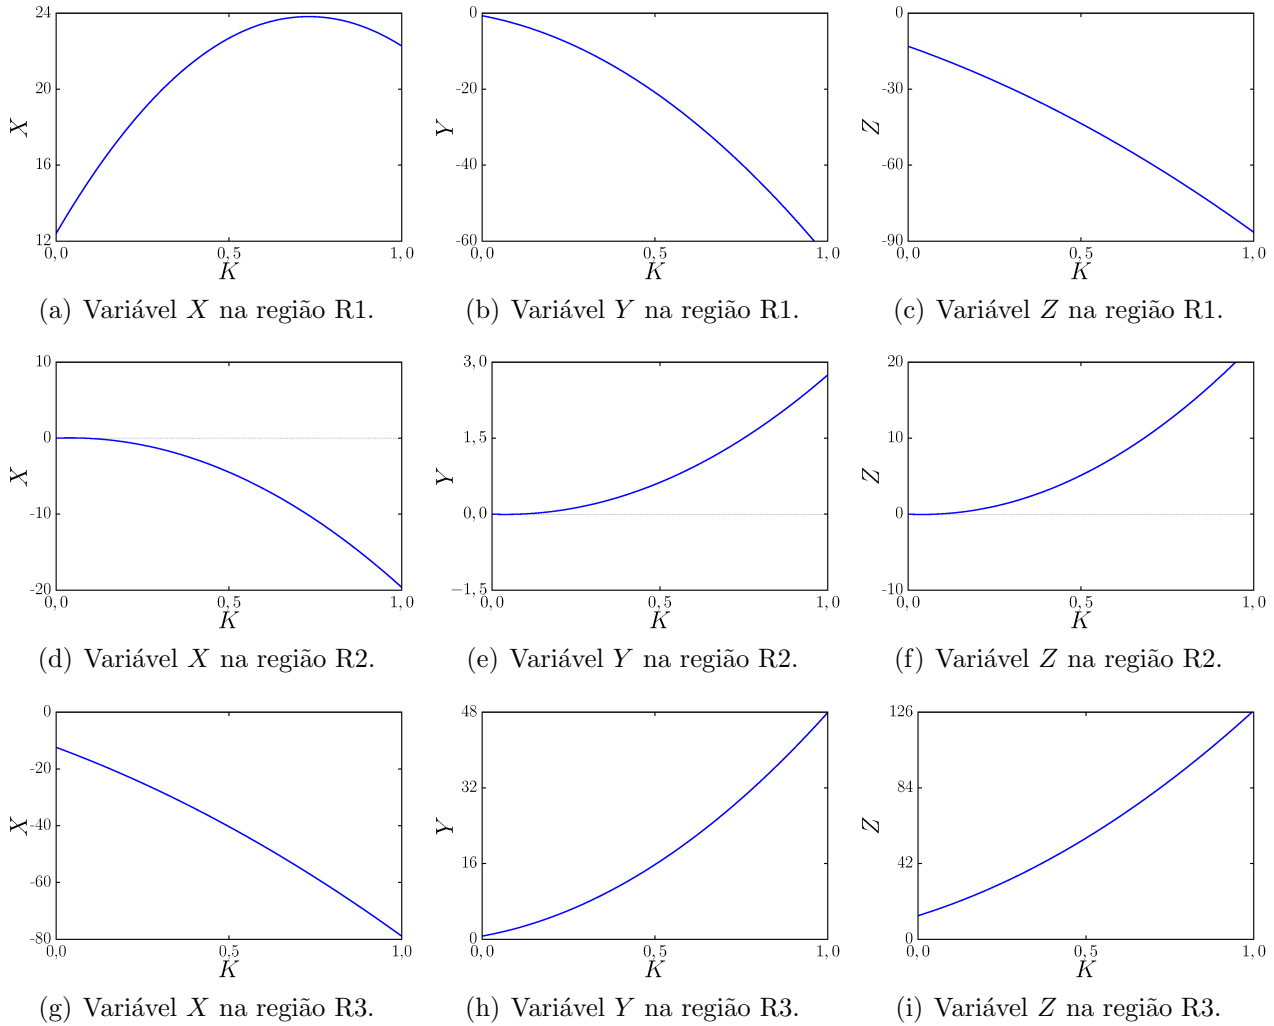 24
20
16
12
X
0,0 0,5 1,0
K
(a) Variável X na região R1.
0
-20
-40
-60
Y
0,0 0,5 1,0
K
(b) Variável Y na região R1.
0
-30
-60
-90
Z
0,0 0,5 1,0
K
(c) Variável Z na região R1.
10
0
-10
-20
X
0,0 0,5 1,0
K
(d) Variável X na região R2.
3,0
1,5
0,0
−1,5
Y
0,0 0,5 1,0
K
(e) Variável Y na região R2.
20
10
0
-10
Z
0,0 0,5 1,0
K
(f) Variável Z na região R2.
0
-20
-40
-60
-80
X
0,0 0,5 1,0
K
(g) Variável X na região R3.
48
32
16
0
Y
0,0 0,5 1,0
K
(h) Variável Y na região R3.
126
84
42
0
Z
0,0 0,5 1,0
K
(i) Variável Z na região R3.